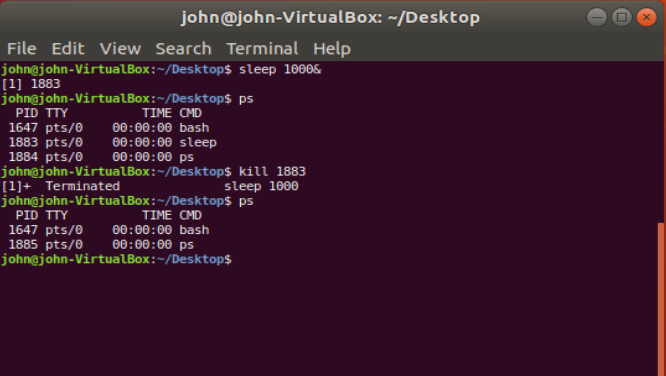 john@john-VirtualBox: ~/Desktop
File Edit View Search Terminal Help
john@john-VirtualBox:~/Desktop$ sleep 1000&
[1] 1883
john@john-VirtualBox:~/Desktop$ ps
  PID TTY          TIME CMD
 1647 pts/0    00:00:00 bash
 1883 pts/0    00:00:00 sleep
 1884 pts/0    00:00:00 ps
john@john-VirtualBox:~/Desktop$ kill 1883
[1]+  Terminated              sleep 1000
john@john-VirtualBox:~/Desktop$ ps
  PID TTY          TIME CMD
 1647 pts/0    00:00:00 bash
 1885 pts/0    00:00:00 ps
john@john-VirtualBox:~/Desktop$